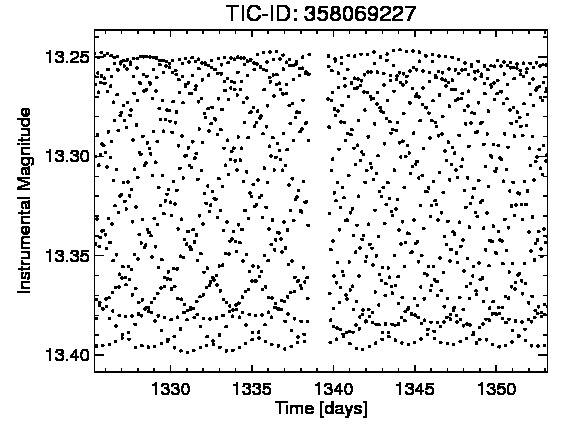 TIC-ID: 358069227
13.25
13.30
13.35
13.40
Instrumental Magnitude
1330 1335 1340 1345 1350
Time [days]